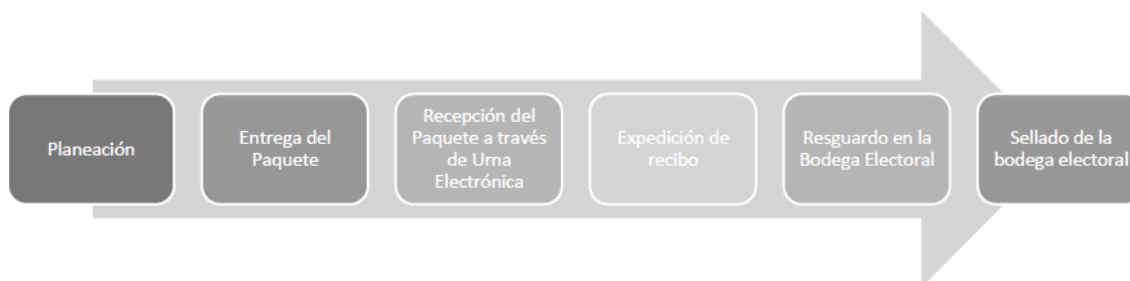 Planeación
Entrega del
Paquete
Recepción del
Paquete a través
de Urna
Electrónica
Expedición de
recibo
Resguardo en la
Bodega Electoral
Sellado de la
bodega electoral